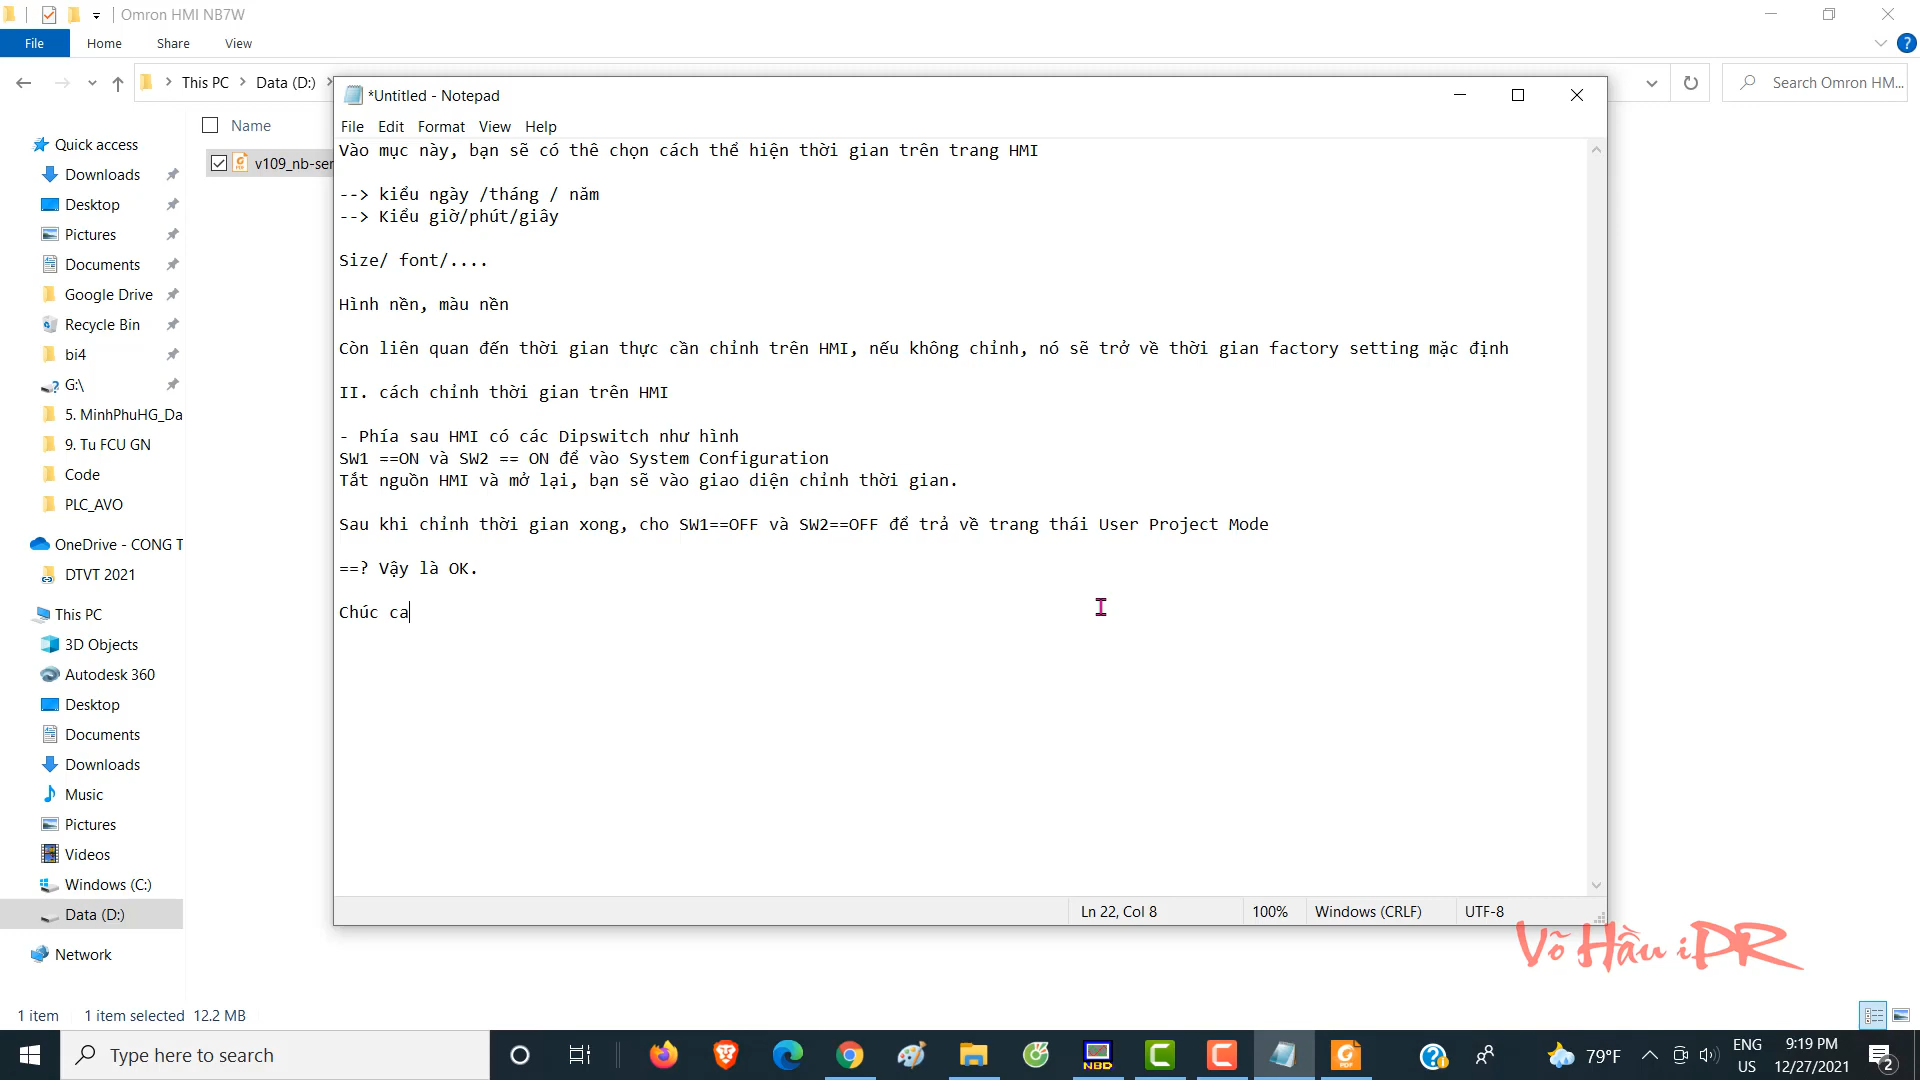 Omron HMI NB7W
File Home Share View
This PC Data (D:)
Search Omron HM...
*Untitled - Notepad
File Edit Format View Help
Name
v109_nb-ser
Quick access
Downloads
Desktop
Pictures
Documents
Google Drive
Recycle Bin
bi4
G:\
5. MinhPhuHG_Da
9. Tu FCU GN
Code
PLC_AVO
OneDrive - CONG T
DTVT 2021
This PC
3D Objects
Autodesk 360
Desktop
Documents
Downloads
Music
Pictures
Videos
Windows (C:)
Data (D:)
Network
Vào mục này, bạn sẽ có thê chọn cách thể hiện thời gian trên trang HMI
--> kiểu ngày /tháng / năm
--> Kiểu giờ/phút/giây
Size/ font/....
Hình nền, màu nền
Còn liên quan đến thời gian thực cần chỉnh trên HMI, nếu không chỉnh, nó sẽ trở về thời gian factory setting mặc định
II. cách chỉnh thời gian trên HMI
- Phía sau HMI có các Dipswitch như hình
SW1 ==ON và SW2 == ON để vào System Configuration
Tắt nguồn HMI và mở lại, bạn sẽ vào giao diện chỉnh thời gian.
Sau khi chỉnh thời gian xong, cho SW1==OFF và SW2==OFF để trả về trang thái User Project Mode
==? Vậy là OK.
Chúc ca
Ln 22, Col 8 100% Windows (CRLF) UTF-8
Võ Hầu iPR
1 item 1 item selected 12.2 MB
Type here to search
NBD
PDF
79°F
ENG
US
9:19 PM
12/27/2021
2